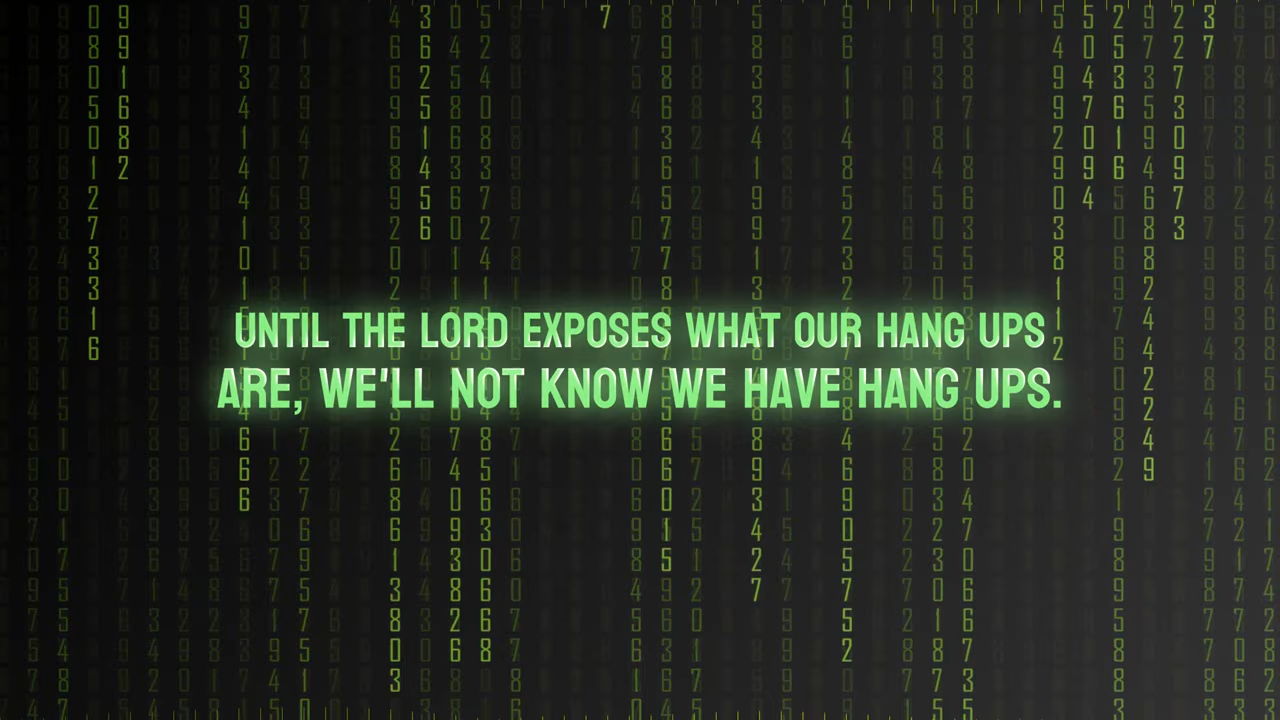 UNTIL THE LORD EXPOSES WHAT OUR HANG UPS
ARE, WE'LL NOT KNOW WE HAVE HANG UPS.